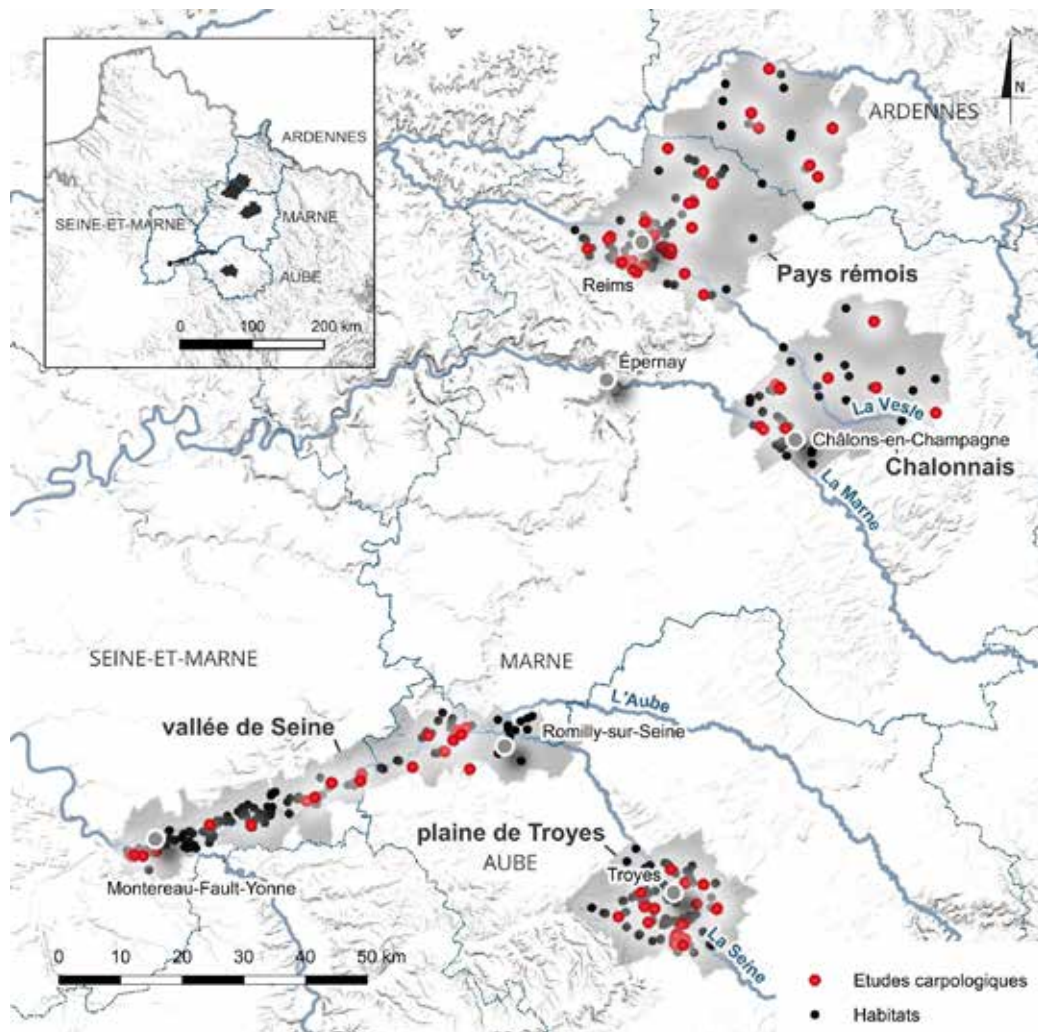 ARDENNES
SEINE-ET-MARNE
MARNE
AUBE
0 100 200 km
N
ARDENNES
Reims
Pays rémois
Épernay
La Vesle
Châlons-en-Champagne
Chalonnais
La Marne
SEINE-ET-MARNE
MARNE
L'Aube
vallée de Seine
Romilly-sur-Seine
plaine de Troyes
AUBE
Troyes
Montereau-Fault-Yonne
La Seine
0 10 20 30 40 50 km
Etudes carpologiques
Habitats